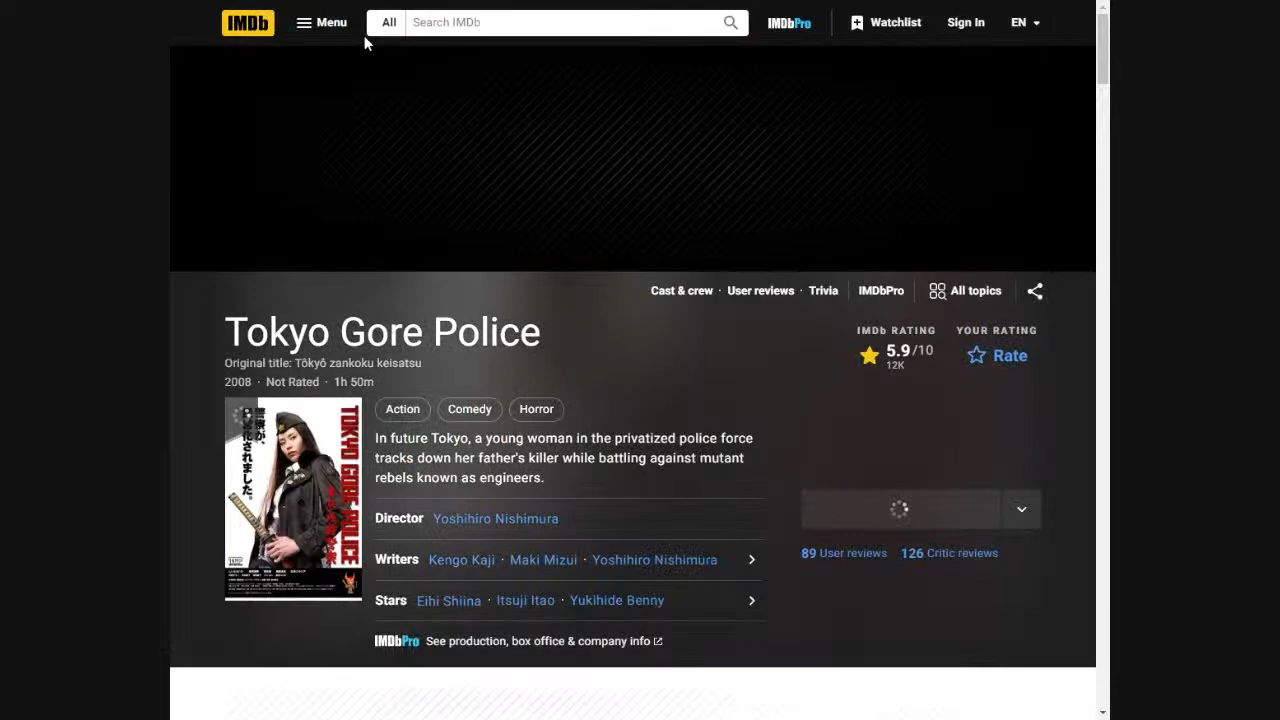 IMDb Menu All Search IMDb IMDbPro Watchlist Sign In EN
Cast & crew · User reviews · Trivia IMDbPro All topics
Tokyo Gore Police
Original title: Tôkyô zankoku keisatsu
2008 · Not Rated · 1h 50m
IMDb RATING YOUR RATING
5.9/10 Rate
12K
TOKYO GORE POLICE
Action Comedy Horror
In future Tokyo, a young woman in the privatized police force
tracks down her father's killer while battling against mutant
rebels known as engineers.
Director Yoshihiro Nishimura
Writers Kengo Kaji · Maki Mizui · Yoshihiro Nishimura
Stars Eihi Shiina · Itsuji Itao · Yukihide Benny
IMDbPro See production, box office & company info
89 User reviews 126 Critic reviews